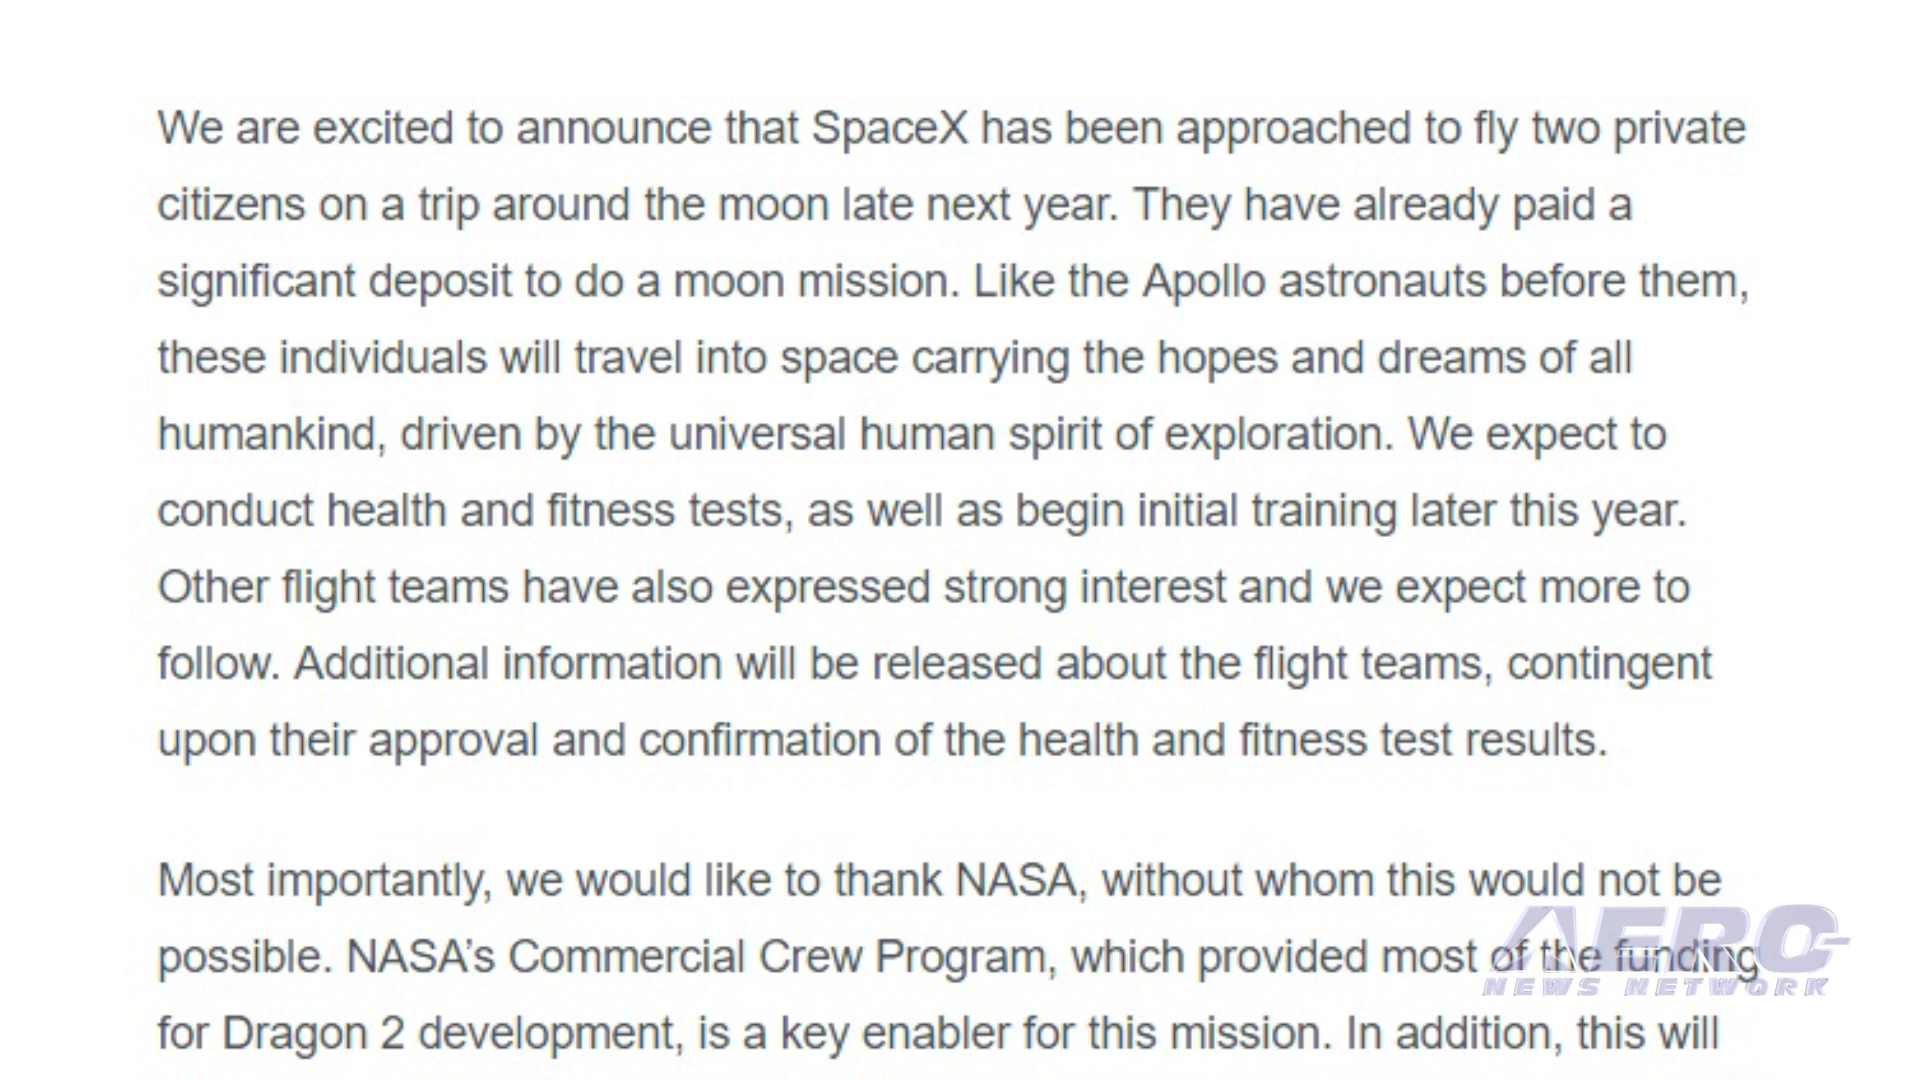 We are excited to announce that SpaceX has been approached to fly two private
citizens on a trip around the moon late next year. They have already paid a
significant deposit to do a moon mission. Like the Apollo astronauts before them,
these individuals will travel into space carrying the hopes and dreams of all
humankind, driven by the universal human spirit of exploration. We expect to
conduct health and fitness tests, as well as begin initial training later this year.
Other flight teams have also expressed strong interest and we expect more to
follow. Additional information will be released about the flight teams, contingent
upon their approval and confirmation of the health and fitness test results.
Most importantly, we would like to thank NASA, without whom this would not be
possible. NASA’s Commercial Crew Program, which provided most of the funding
for Dragon 2 development, is a key enabler for this mission. In addition, this will
AERO
NEWS NETWORK